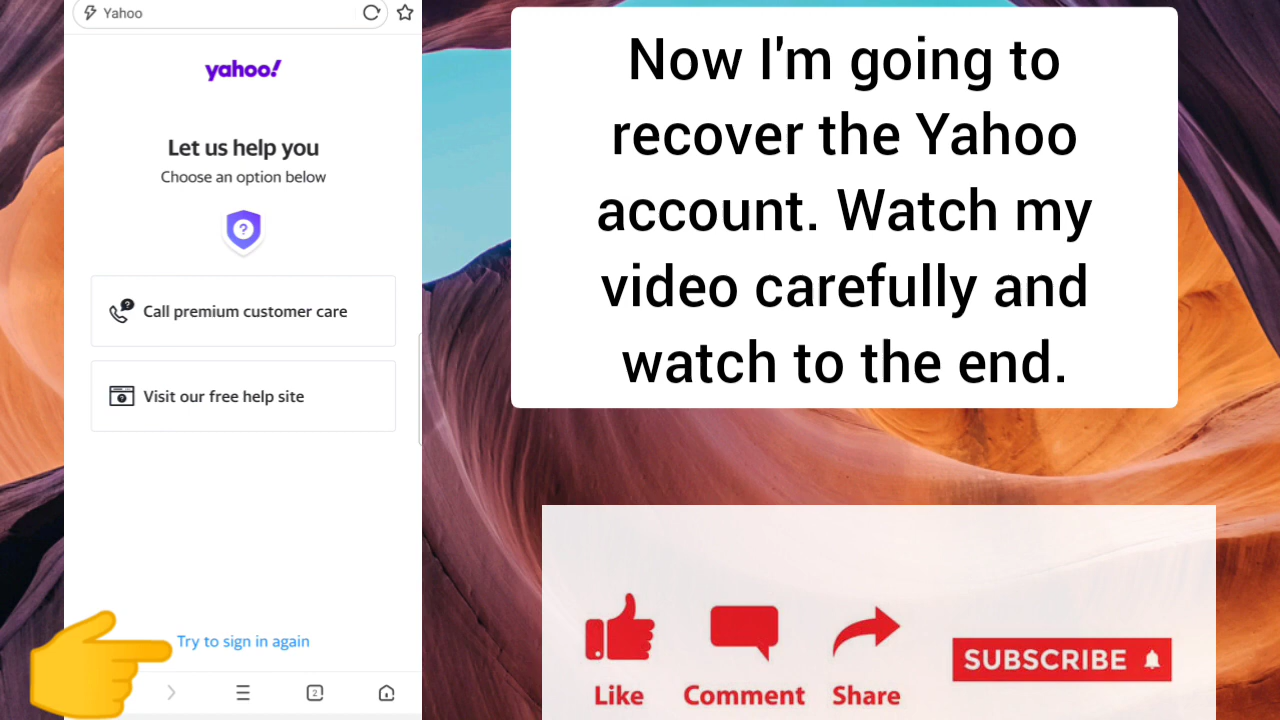 Yahoo
yahoo!
Let us help you
Choose an option below
?
?
Call premium customer care
?
Visit our free help site
Try to sign in again
2
Now I'm going to
recover the Yahoo
account. Watch my
video carefully and
watch to the end.
Like
Comment
Share
SUBSCRIBE